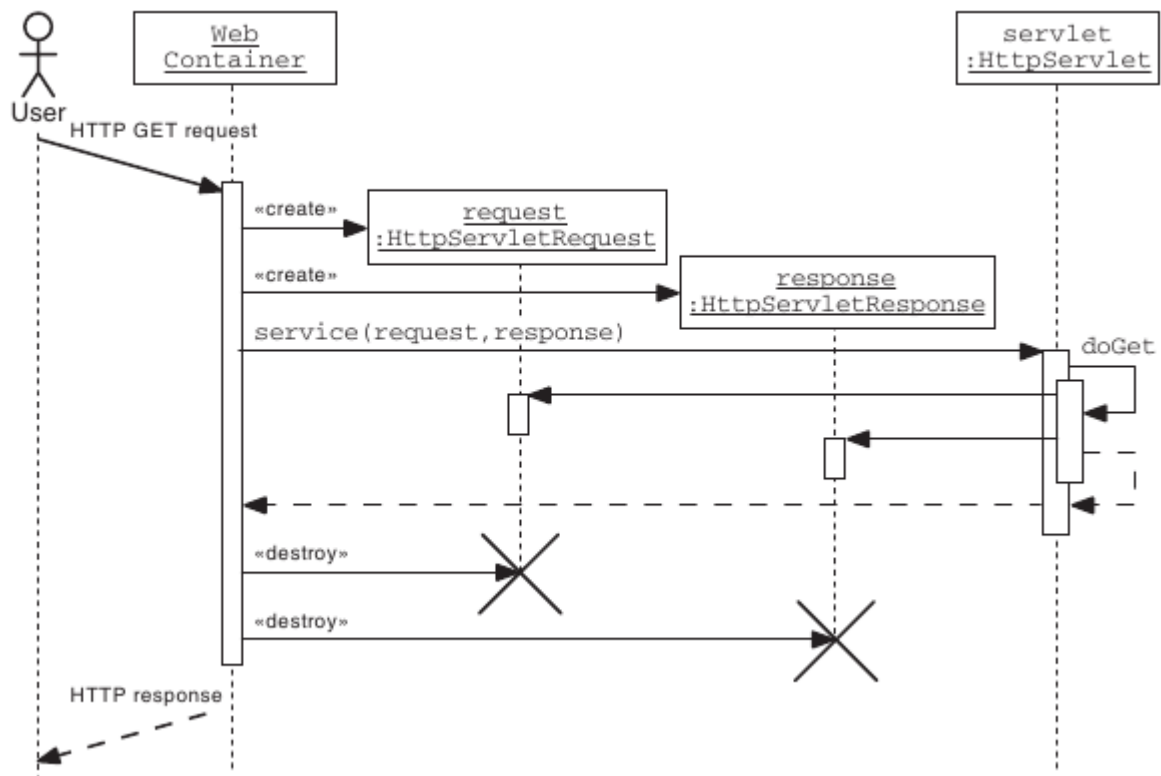 Web
Container
servlet
:HttpServlet
User
HTTP GET request
«create»
request
:HttpServletRequest
«create»
response
:HttpServletResponse
service(request,response)
doGet
«destroy»
«destroy»
HTTP response